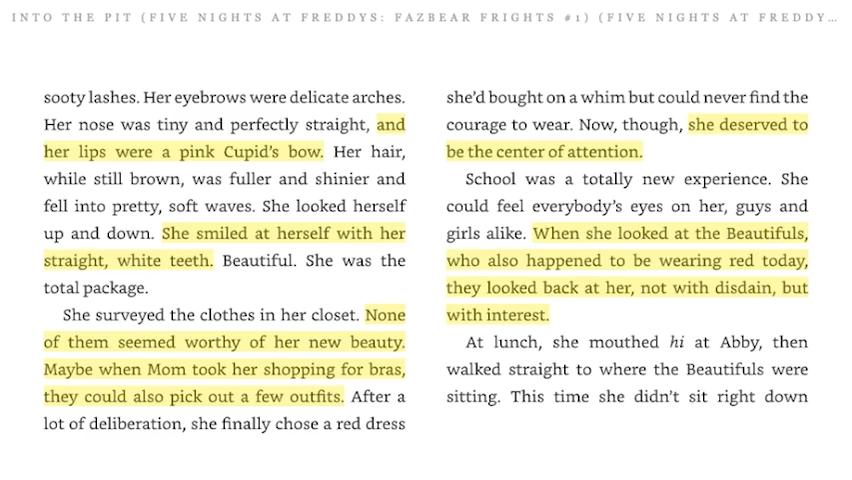 INTO THE PIT (FIVE NIGHTS AT FREDDYS: FAZBEAR FRIGHTS #1) (FIVE NIGHTS AT FREDDY…
sooty lashes. Her eyebrows were delicate arches.
Her nose was tiny and perfectly straight, and
her lips were a pink Cupid's bow. Her hair,
while still brown, was fuller and shinier and
fell into pretty, soft waves. She looked herself
up and down. She smiled at herself with her
straight, white teeth. Beautiful. She was the
total package.
She surveyed the clothes in her closet. None
of them seemed worthy of her new beauty.
Maybe when Mom took her shopping for bras,
they could also pick out a few outfits. After a
lot of deliberation, she finally chose a red dress
she'd bought on a whim but could never find the
courage to wear. Now, though, she deserved to
be the center of attention.
School was a totally new experience. She
could feel everybody's eyes on her, guys and
girls alike. When she looked at the Beautifuls,
who also happened to be wearing red today,
they looked back at her, not with disdain, but
with interest.
At lunch, she mouthed hi at Abby, then
walked straight to where the Beautifuls were
sitting. This time she didn't sit right down